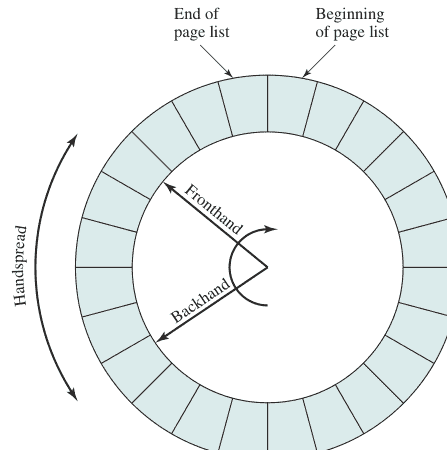 End of
page list
Beginning
of page list
Fronthand
Handspread
Backhand